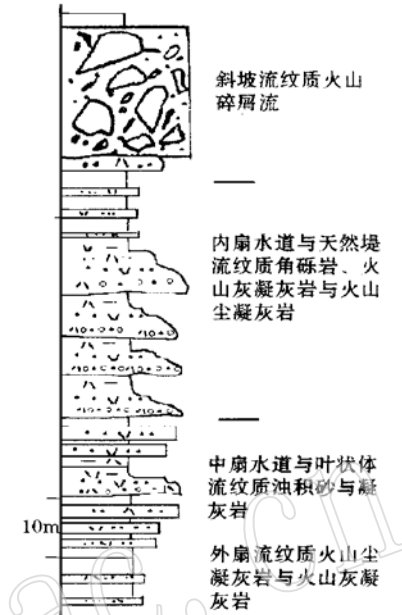 斜坡流纹质火山
碎屑流
内扇水道与天然堤
流纹质角砾岩、火
山灰凝灰岩与火山
尘凝灰岩
中扇水道与叶状体
流纹质浊积砂与凝
灰岩
10m
外扇流纹质火山尘
凝灰岩与火山灰凝
灰岩